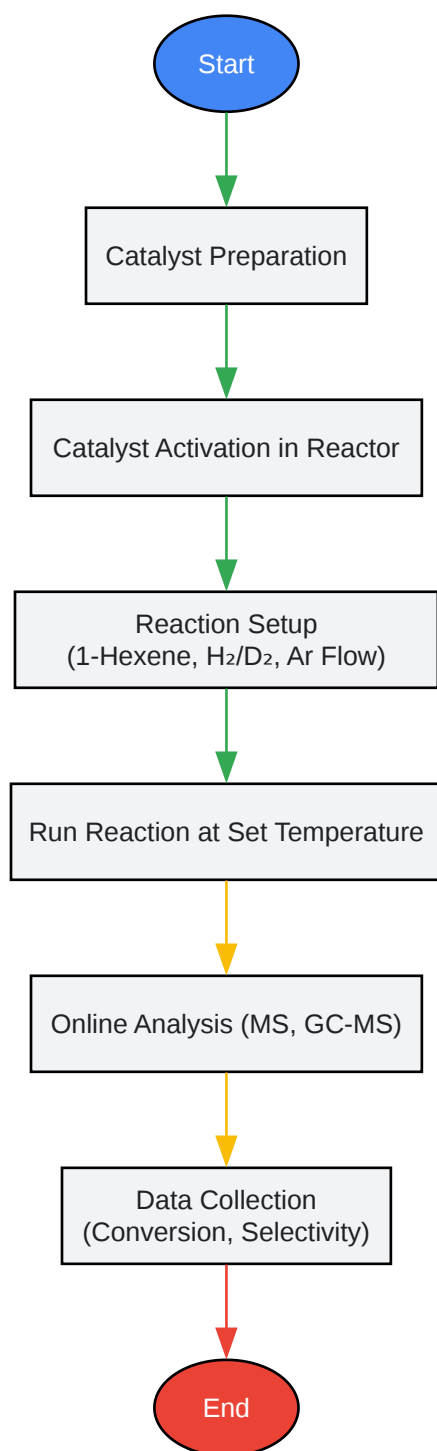 Start
Catalyst Preparation
Catalyst Activation in Reactor
Reaction Setup
(1-Hexene, H₂/D₂, Ar Flow)
Run Reaction at Set Temperature
Online Analysis (MS, GC-MS)
Data Collection
(Conversion, Selectivity)
End